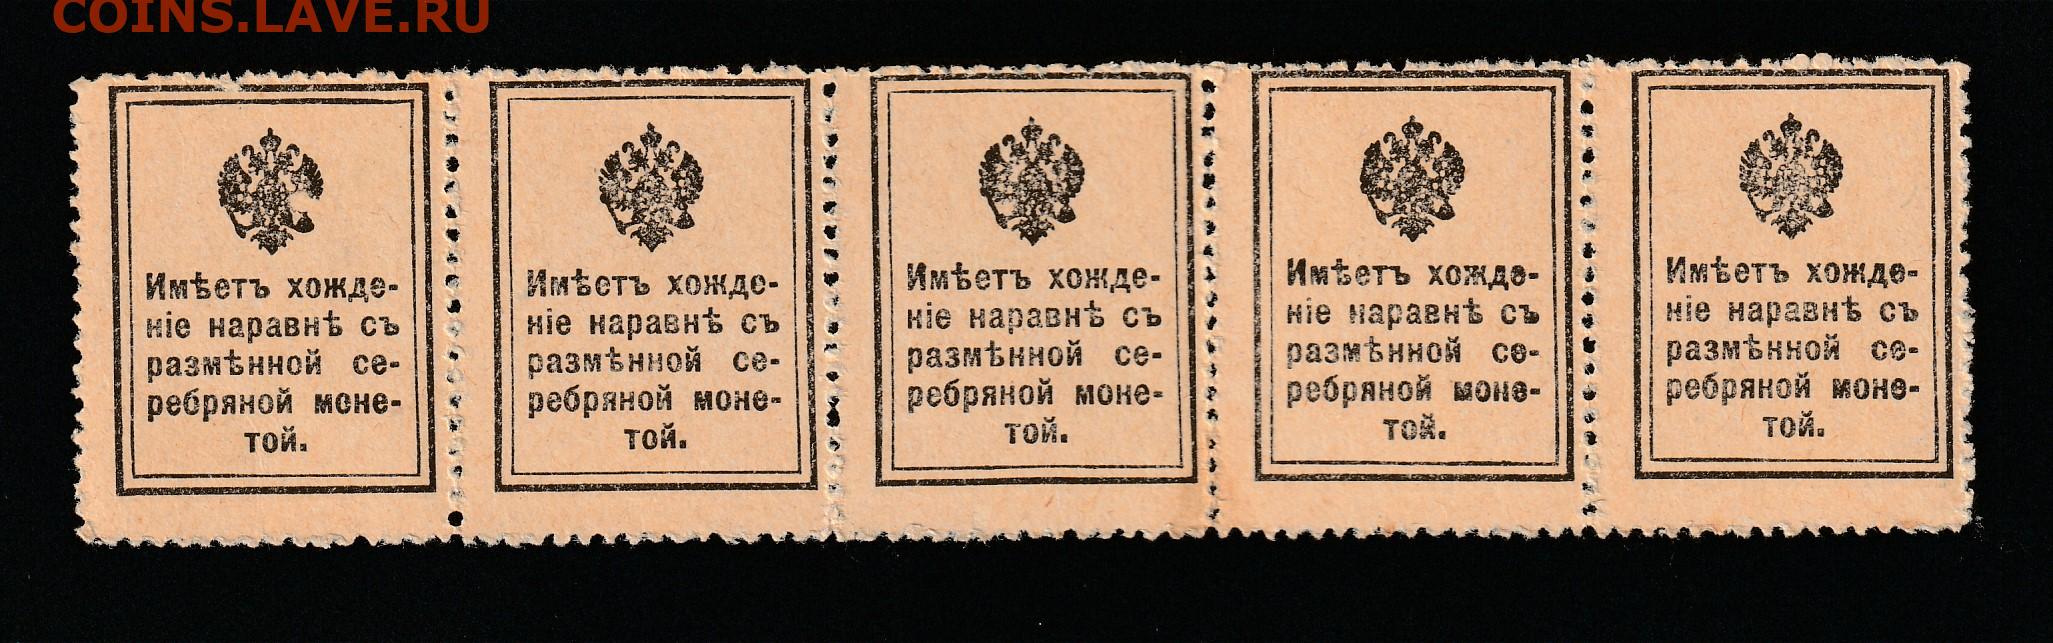 COINS.LAVE.RU
Имѣетъ хожде-
ніе наравнѣ съ
размѣнной се-
ребряной моне-
той.
Имѣетъ хожде-
ніе наравнѣ съ
размѣнной се-
ребряной моне-
той.
Имѣетъ хожде-
ніе наравнѣ съ
размѣнной се-
ребряной моне-
той.
Имѣетъ хожде-
ніе наравнѣ съ
размѣнной се-
ребряной моне-
той.
Имѣетъ хожде-
ніе наравнѣ съ
размѣнной се-
ребряной моне-
той.